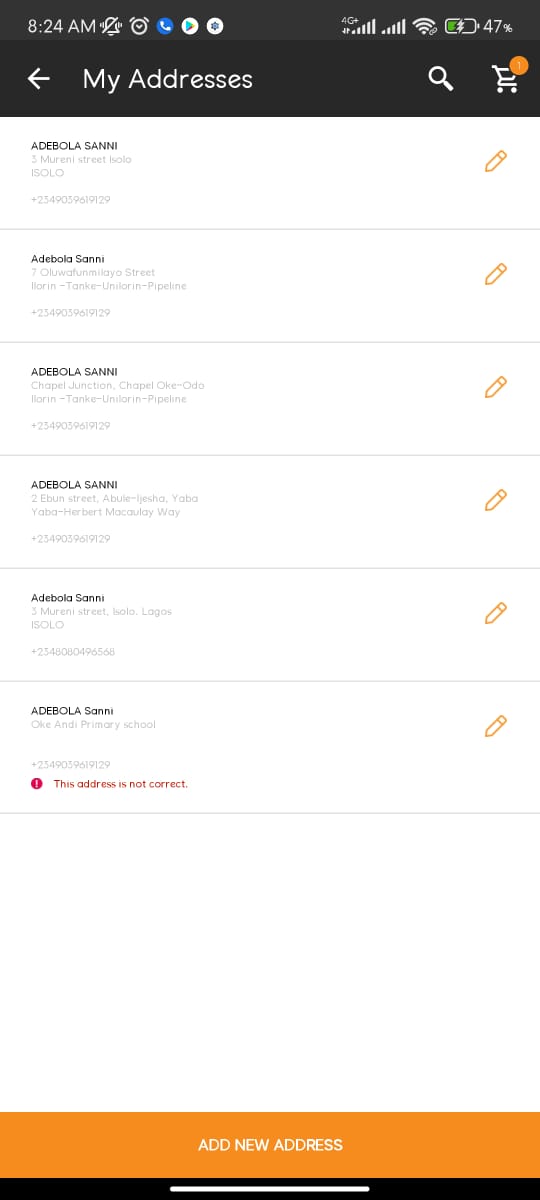 8:24 AM
4G+
47%
My Addresses
1
ADEBOLA SANNI
3 Mureni street Isolo
ISOLO
+2349039619129
Adebola Sanni
7 Oluwafunmilayo Street
Ilorin -Tanke-Unilorin-Pipeline
+2349039619129
ADEBOLA SANNI
Chapel Junction, Chapel Oke-Odo
Ilorin -Tanke-Unilorin-Pipeline
+2349039619129
ADEBOLA SANNI
2 Ebun street, Abule-Ijesha, Yaba
Yaba-Herbert Macaulay Way
+2349039619129
Adebola Sanni
3 Mureni street, Isolo. Lagos
ISOLO
+2348080496568
ADEBOLA Sanni
Oke Andi Primary school
+2349039619129
This address is not correct.
ADD NEW ADDRESS